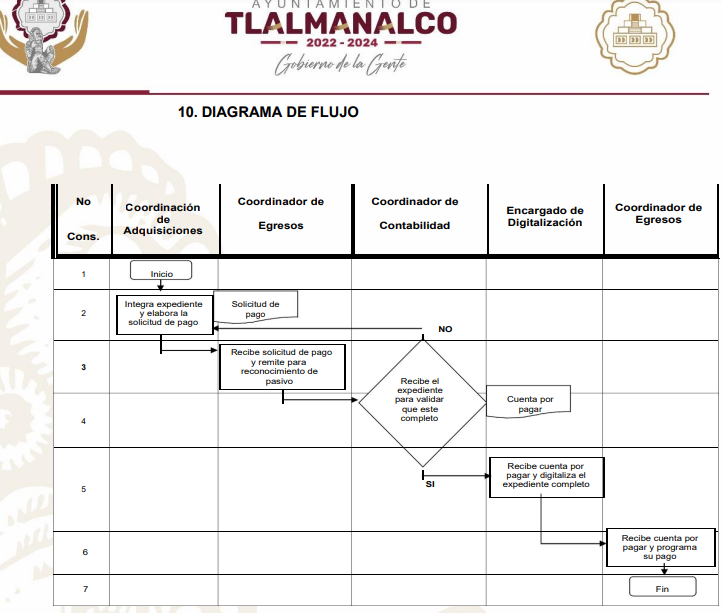 AYUNTAMIENTO DE
TLALMANALCO
2022 - 2024
Gobierno de la Gente
10. DIAGRAMA DE FLUJO
No
Cons.
Coordinación
de
Adquisiciones
Coordinador de
Egresos
Coordinador de
Contabilidad
Encargado de
Digitalización
Coordinador de
Egresos
1
Inicio
2
Integra expediente
y elabora la
solicitud de pago
Solicitud de
pago
NO
3
Recibe solicitud de pago
y remite para
reconocimiento de
pasivo
Recibe el
expediente
para validar
que este
completo
Cuenta por
pagar
4
SI
5
Recibe cuenta por
pagar y digitaliza el
expediente completo
6
Recibe cuenta por
pagar y programa
su pago
7
Fin